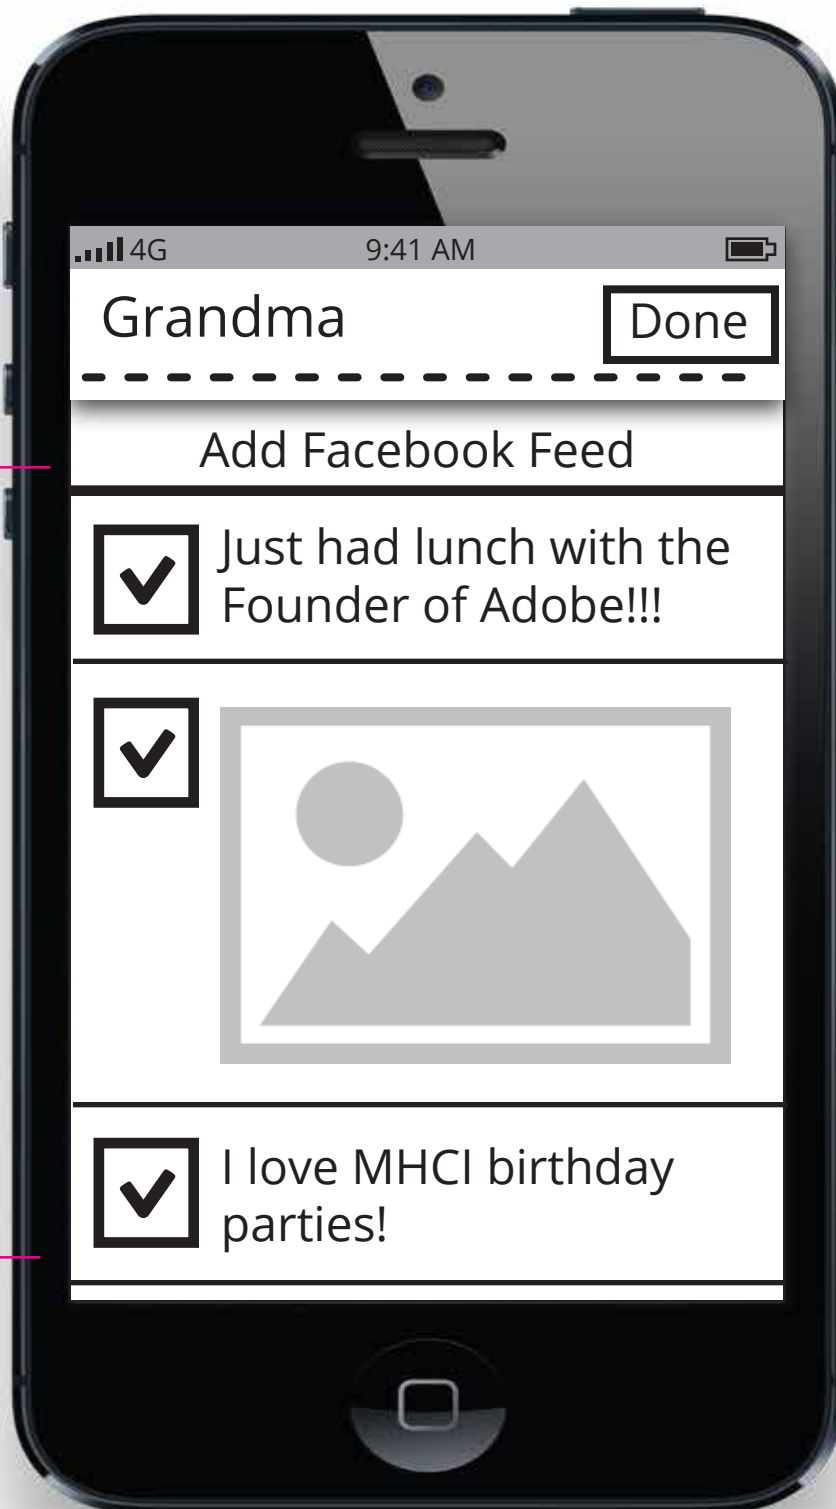 4G 9:41 AM
Grandma Done
Add Facebook Feed
Just had lunch with the
Founder of Adobe!!!
I love MHCI birthday
parties!